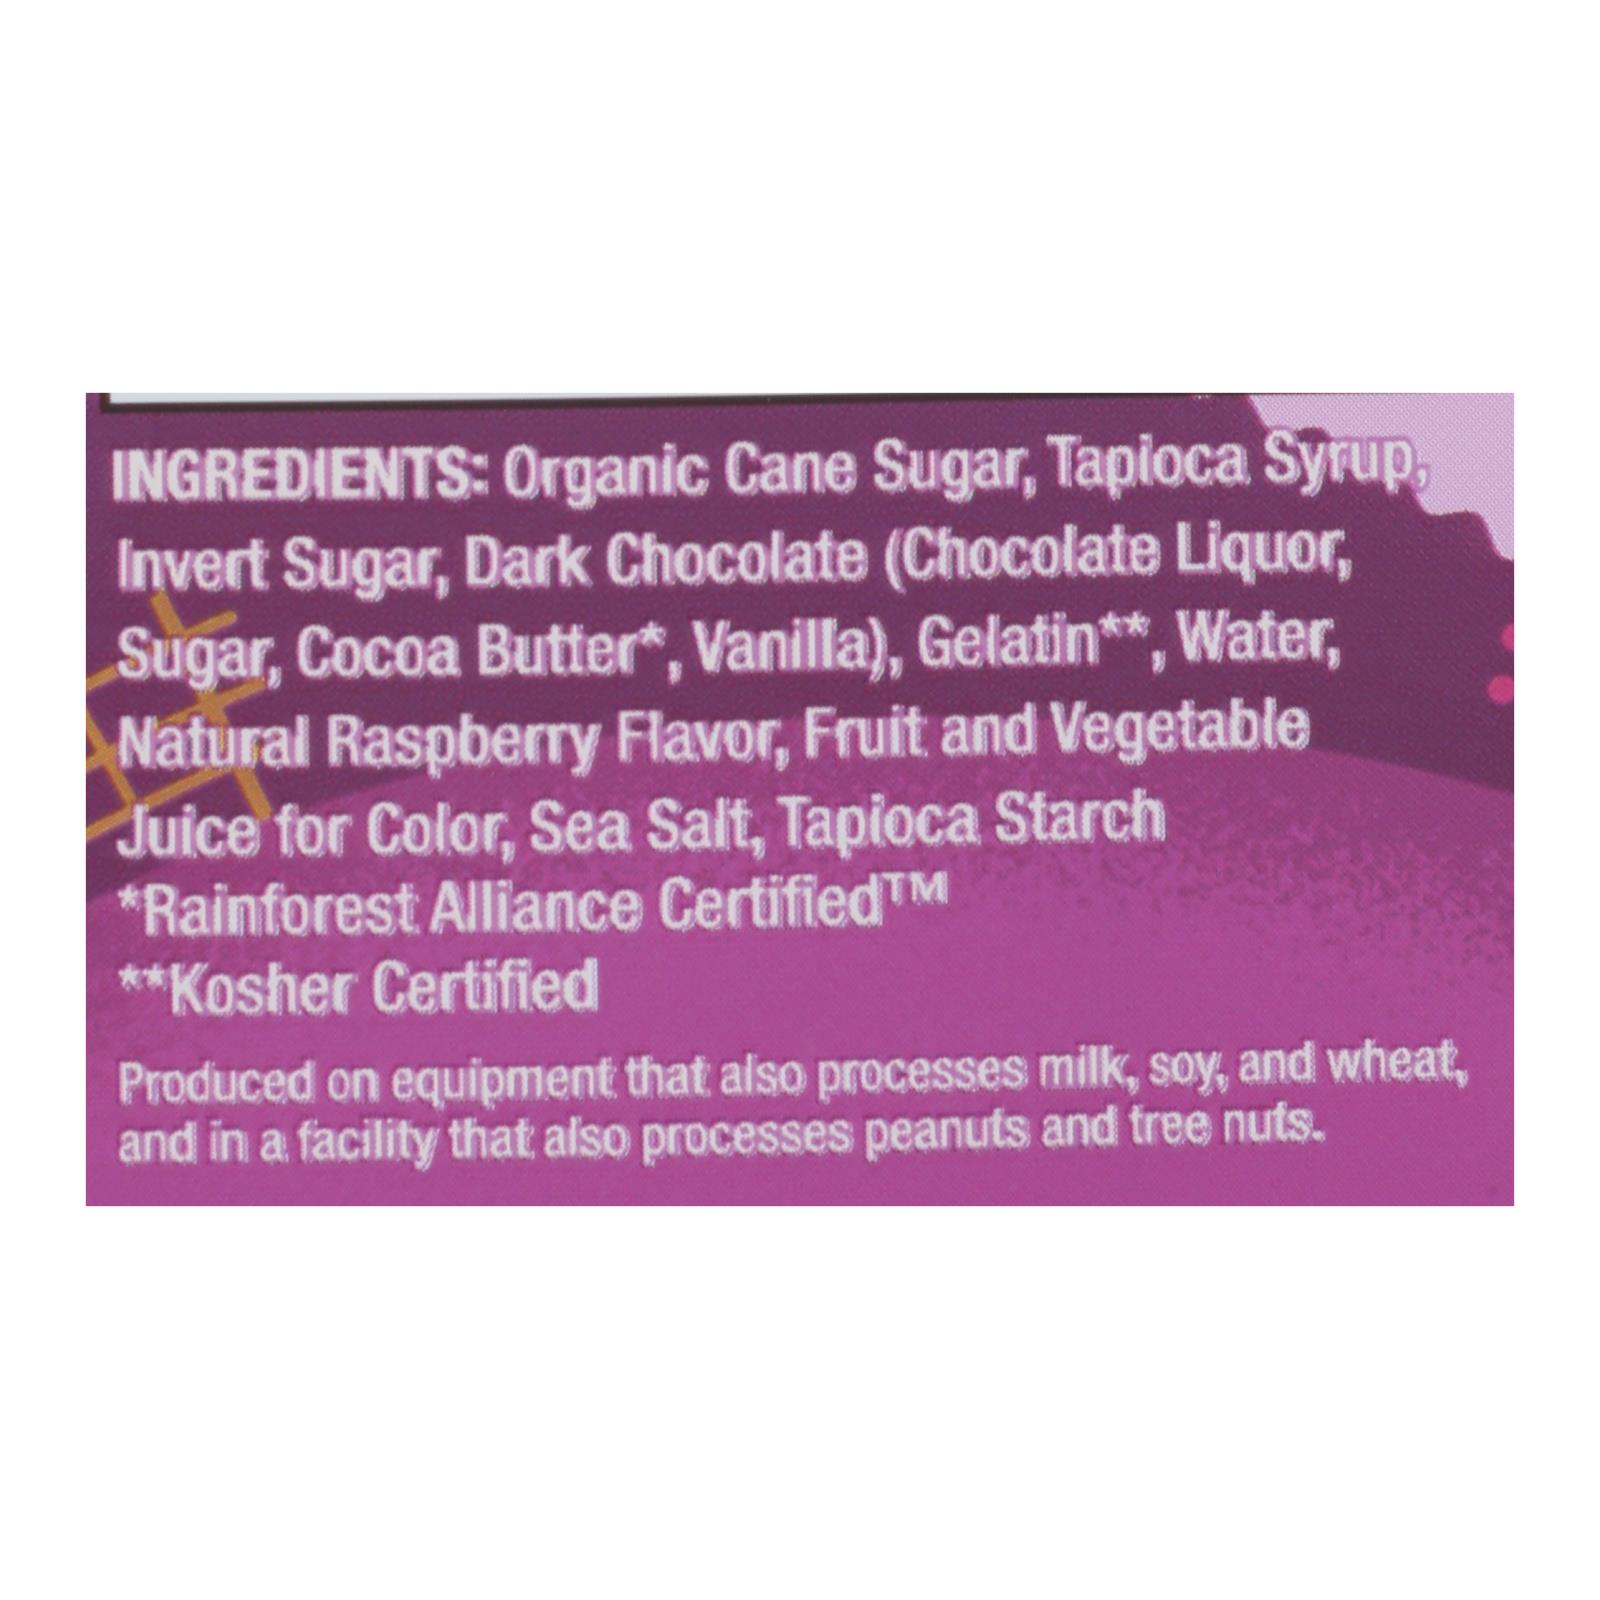 INGREDIENTS: Organic Cane Sugar, Tapioca Syrup,
Invert Sugar, Dark Chocolate (Chocolate Liquor,
Sugar, Cocoa Butter*, Vanilla), Gelatin**, Water,
Natural Raspberry Flavor, Fruit and Vegetable
Juice for Color, Sea Salt, Tapioca Starch
*Rainforest Alliance Certified™
**Kosher Certified
Produced on equipment that also processes milk, soy, and wheat,
and in a facility that also processes peanuts and tree nuts.